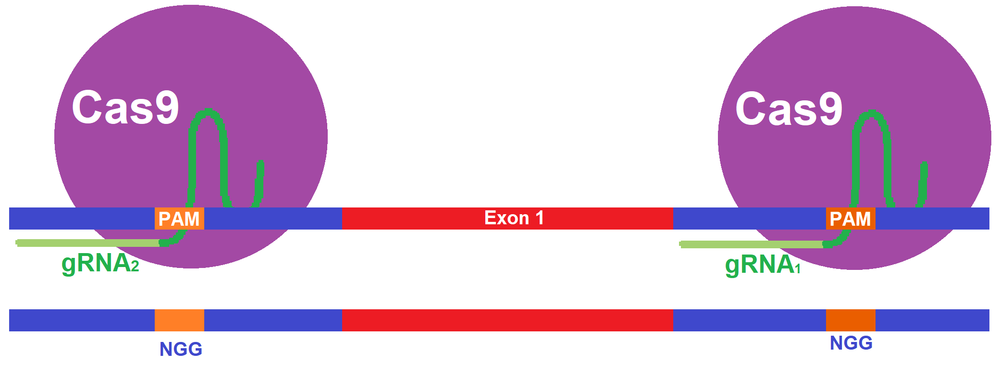 Cas9
Cas9
PAM
Exon 1
PAM
gRNA2
gRNA1
NGG
NGG